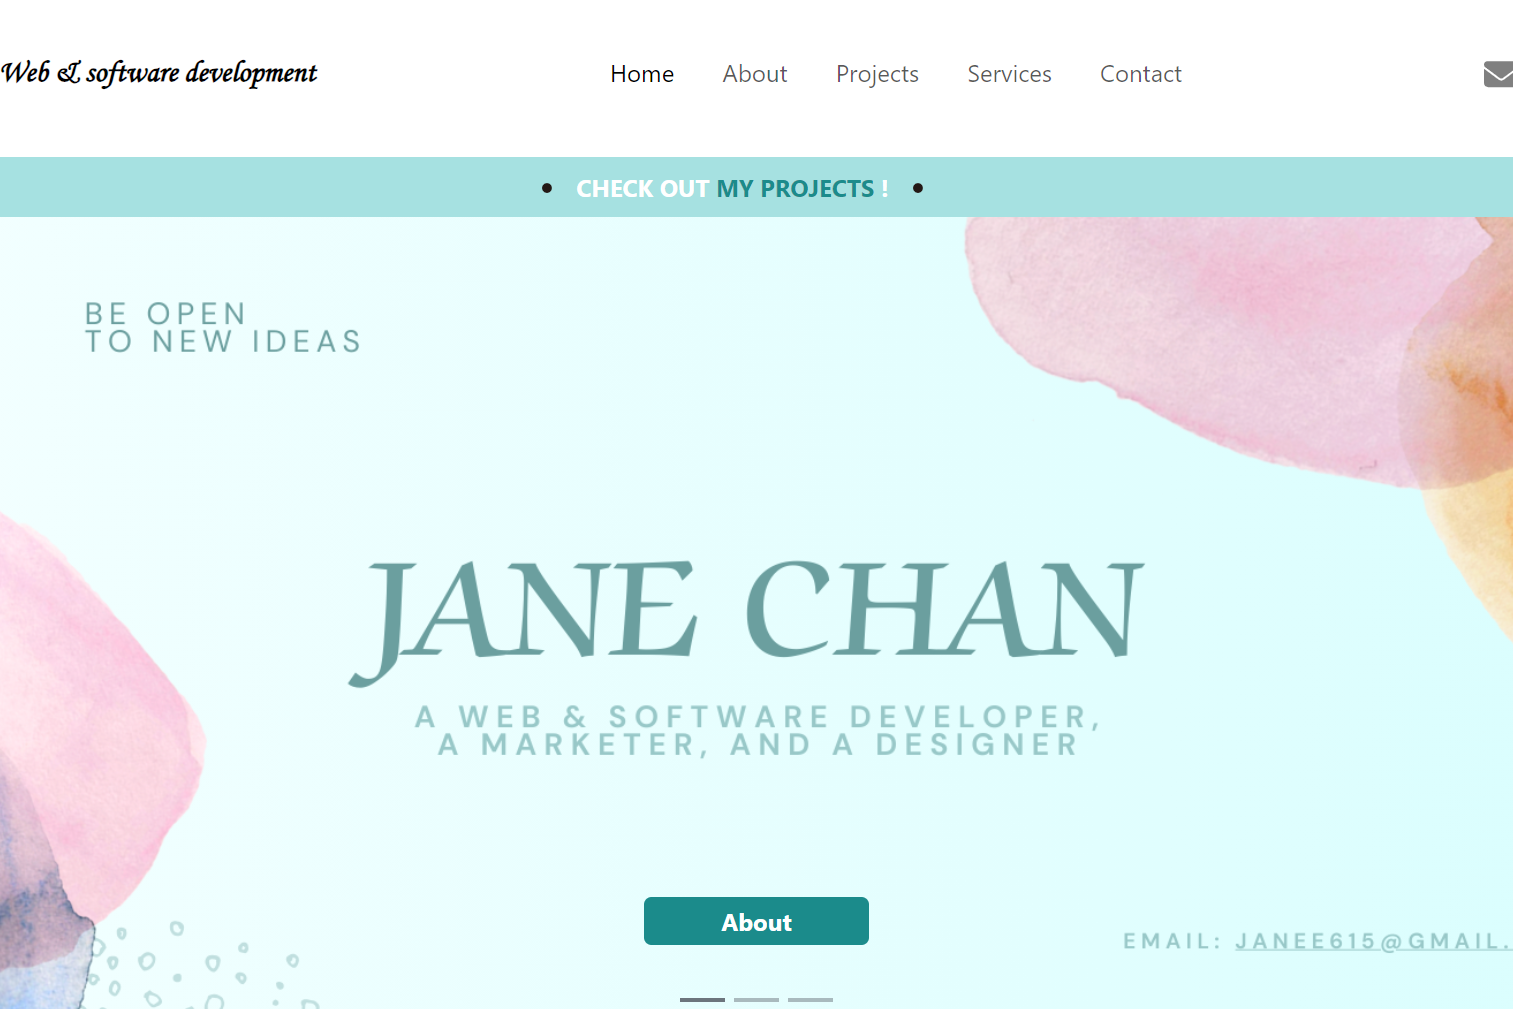 Web & software development
Home About Projects Services Contact
CHECK OUT MY PROJECTS !
BE OPEN
TO NEW IDEAS
JANE CHAN
A WEB & SOFTWARE DEVELOPER,
A MARKETER, AND A DESIGNER
About
EMAIL: JANEE615@GMAIL.